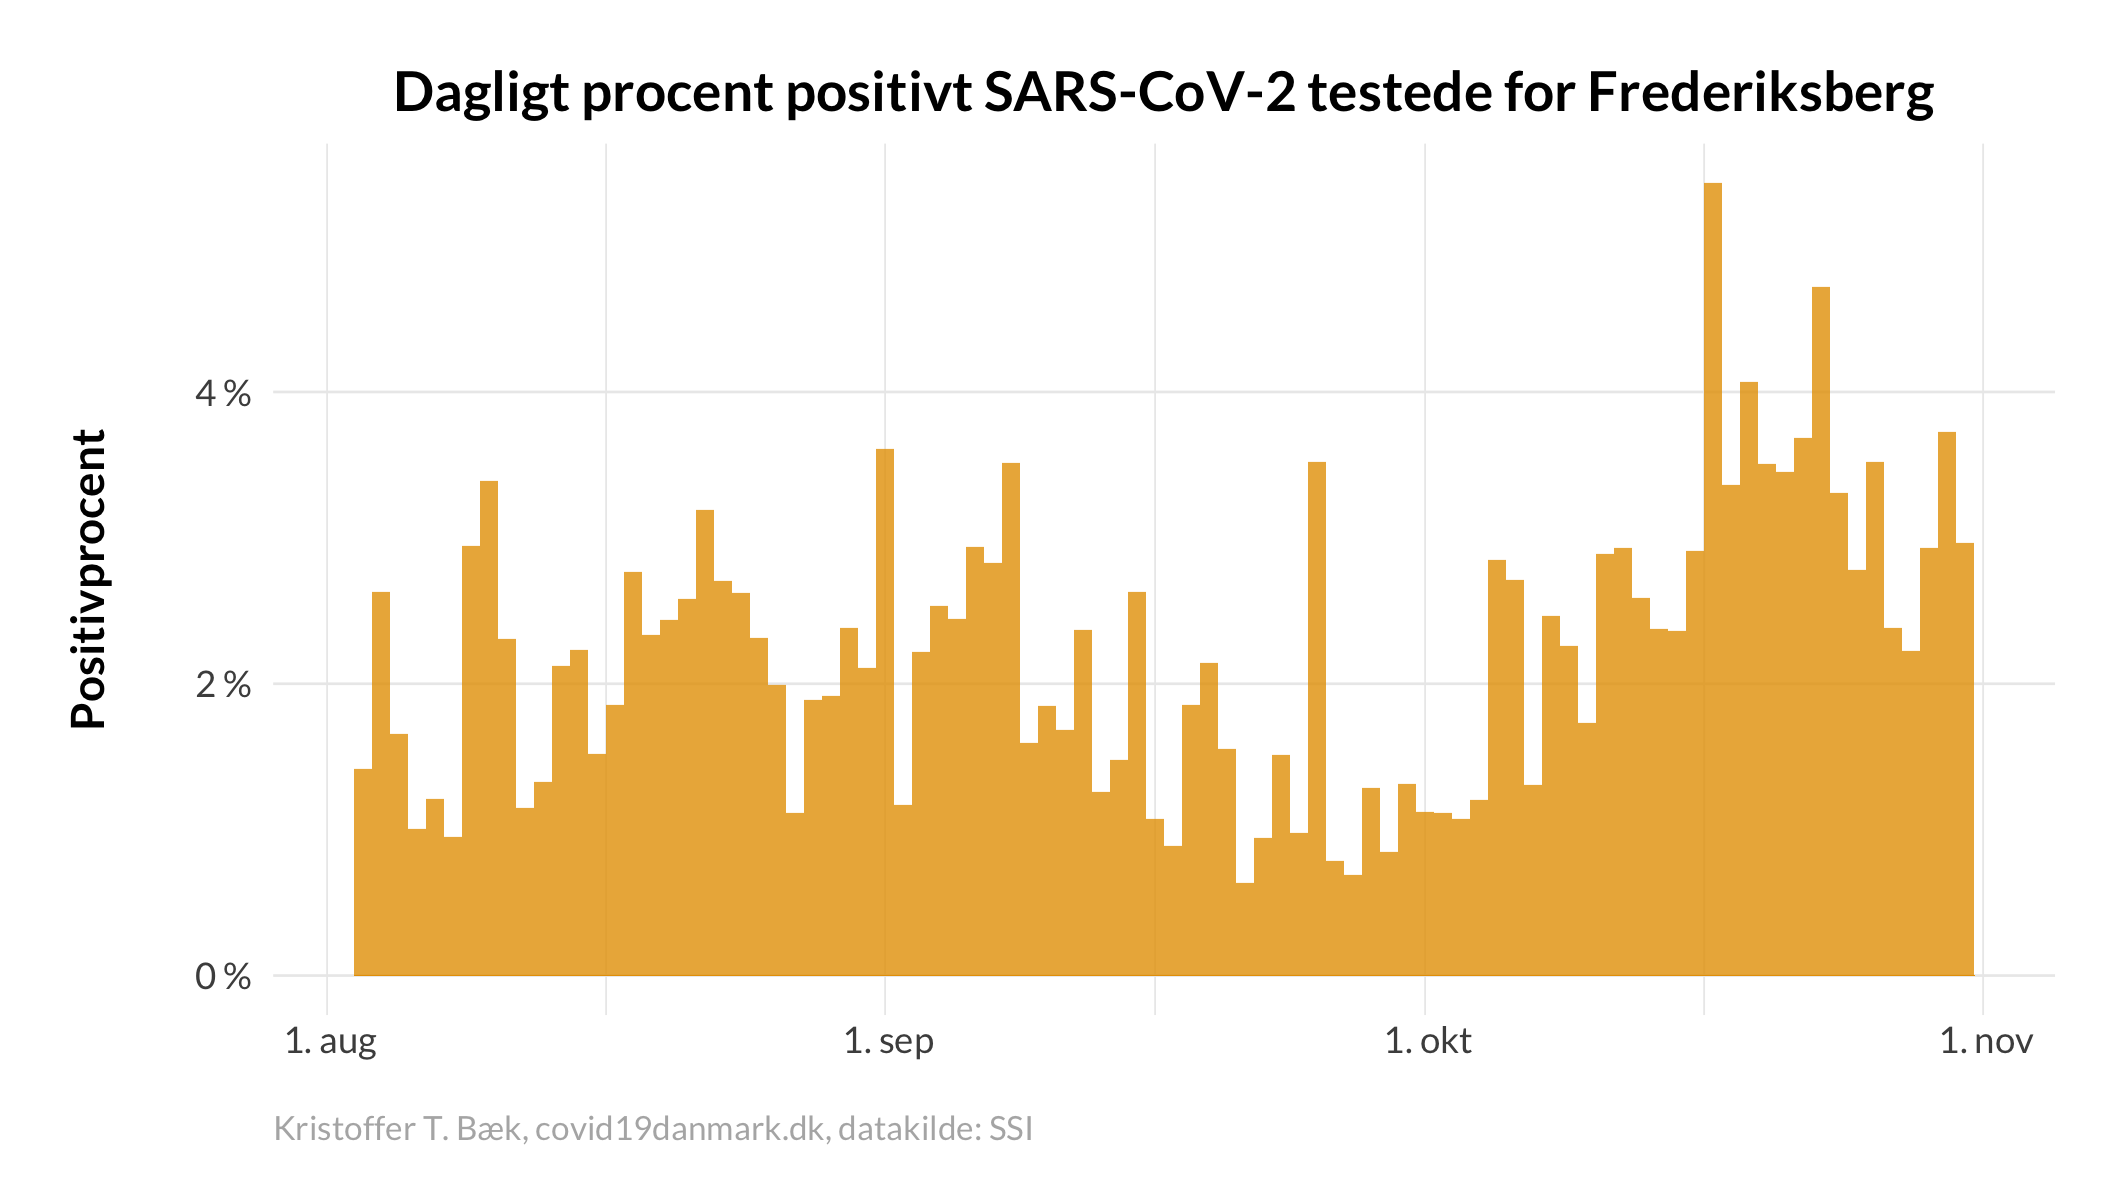 Dagligt procent positivt SARS-CoV-2 testede for Frederiksberg
Positivprocent
4 %
2 %
0 %
1. aug
1. sep
1. okt
1. nov
Kristoffer T. Bæk, covid19danmark.dk, datakilde: SSI